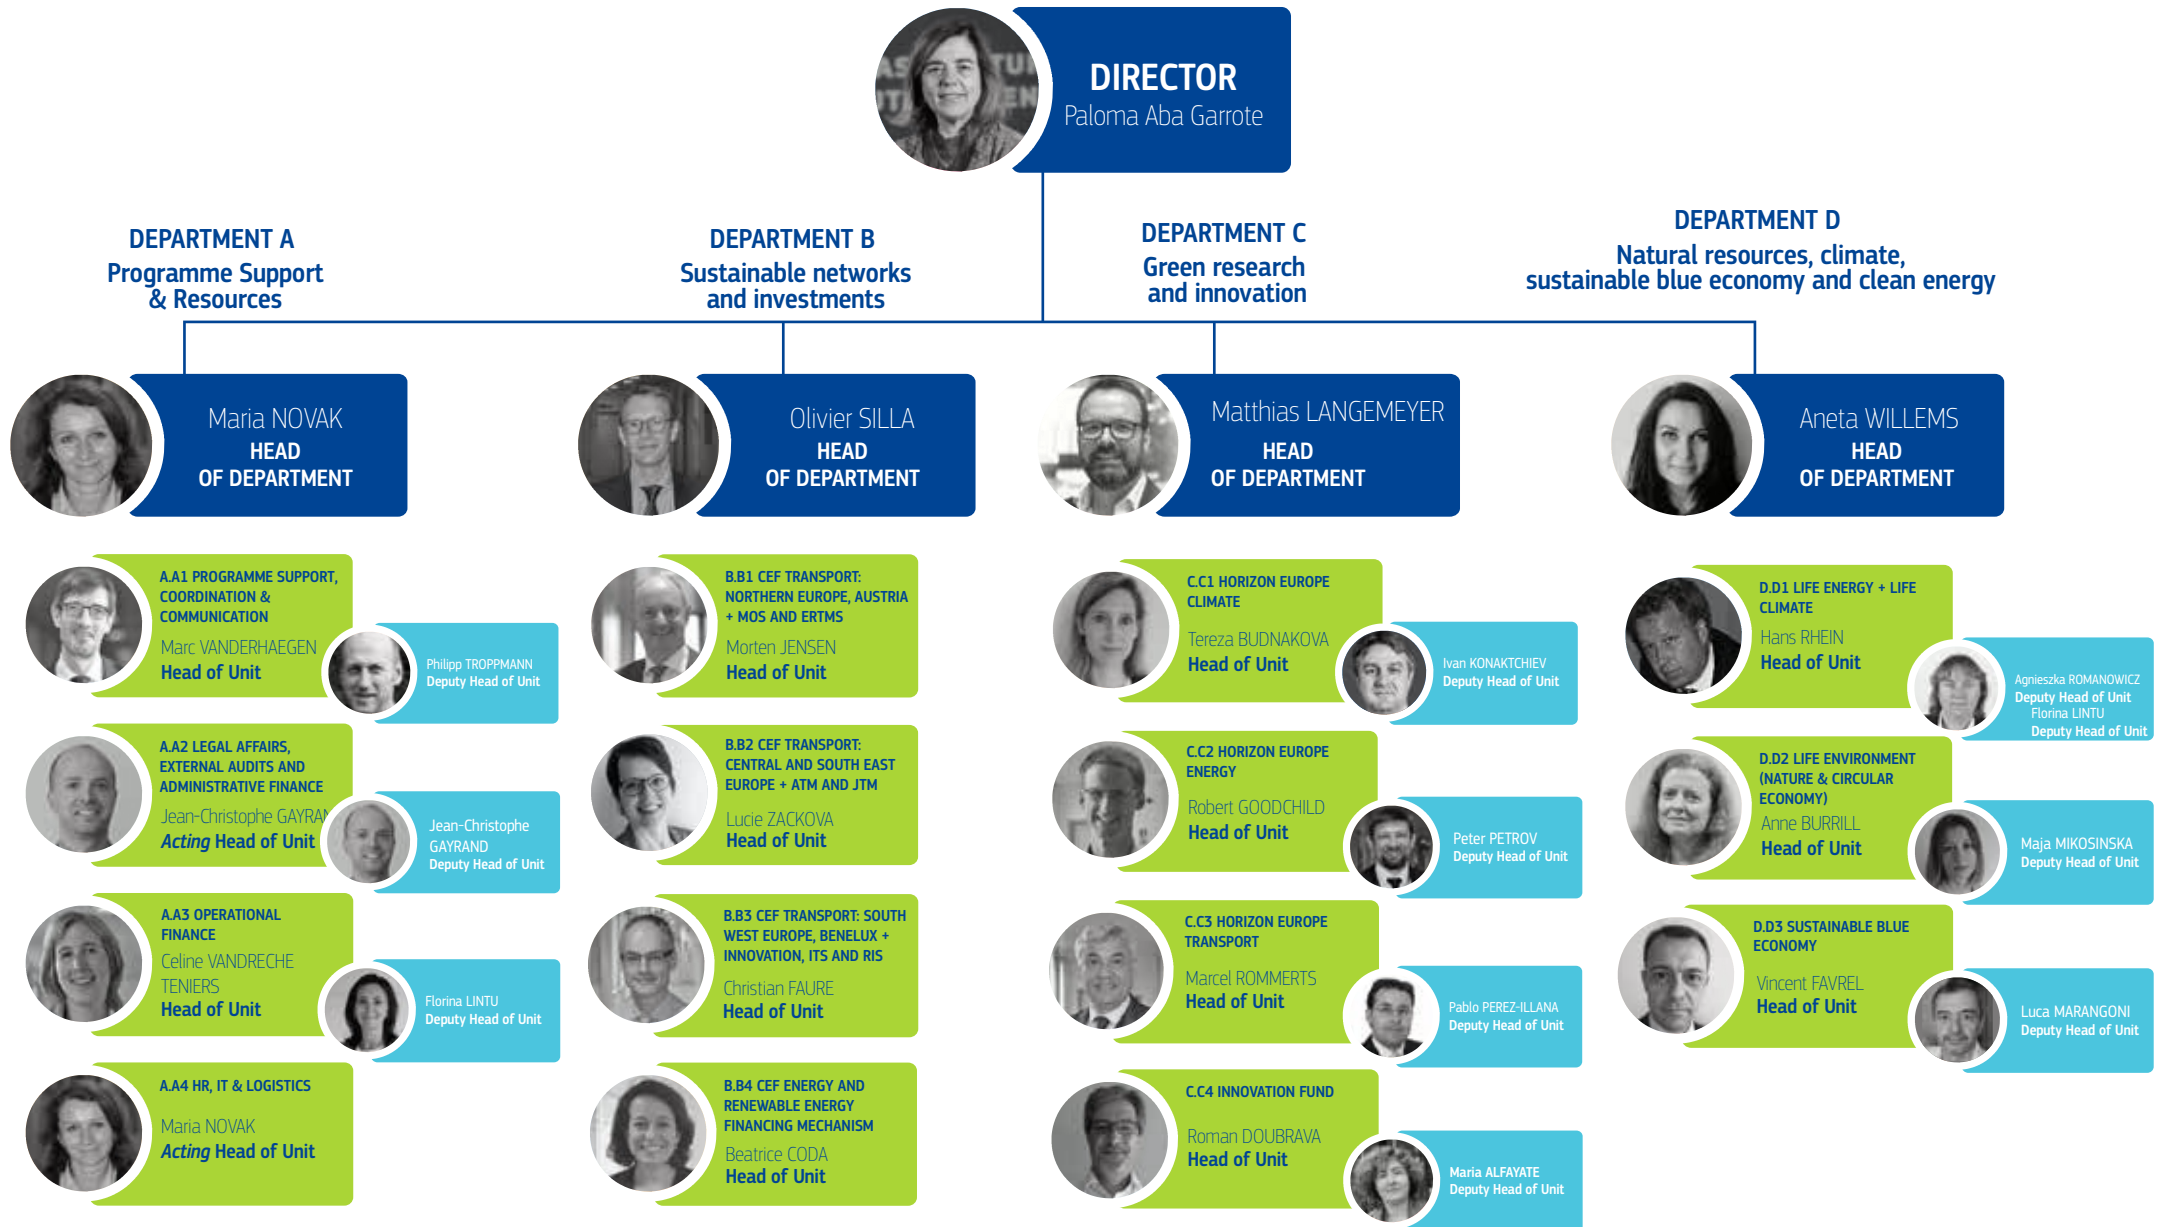 DIRECTOR
Paloma Aba Garrote
DEPARTMENT A
Programme Support
& Resources
DEPARTMENT B
Sustainable networks
and investments
DEPARTMENT C
Green research
and innovation
DEPARTMENT D
Natural resources, climate,
sustainable blue economy and clean energy
Maria NOVAK
HEAD
OF DEPARTMENT
Olivier SILLA
HEAD
OF DEPARTMENT
Matthias LANGEMEYER
HEAD
OF DEPARTMENT
Aneta WILLEMS
HEAD
OF DEPARTMENT
A.A1 PROGRAMME SUPPORT,
COORDINATION &
COMMUNICATION
Marc VANDERHAEGEN
Head of Unit
Philipp TROPPMANN
Deputy Head of Unit
A.A2 LEGAL AFFAIRS,
EXTERNAL AUDITS AND
ADMINISTRATIVE FINANCE
Jean-Christophe GAYRAN
Acting Head of Unit
Jean-Christophe
GAYRAND
Deputy Head of Unit
A.A3 OPERATIONAL
FINANCE
Celine VANDRECHE
TENIERS
Head of Unit
Florina LINTU
Deputy Head of Unit
A.A4 HR, IT & LOGISTICS
Maria NOVAK
Acting Head of Unit
B.B1 CEF TRANSPORT:
NORTHERN EUROPE, AUSTRIA
+ MOS AND ERTMS
Morten JENSEN
Head of Unit
B.B2 CEF TRANSPORT:
CENTRAL AND SOUTH EAST
EUROPE + ATM AND JTM
Lucie ZACKOVA
Head of Unit
B.B3 CEF TRANSPORT: SOUTH
WEST EUROPE, BENELUX +
INNOVATION, ITS AND RIS
Christian FAURE
Head of Unit
B.B4 CEF ENERGY AND
RENEWABLE ENERGY
FINANCING MECHANISM
Beatrice CODA
Head of Unit
C.C1 HORIZON EUROPE
CLIMATE
Tereza BUDNAKOVA
Head of Unit
Ivan KONAKTCHIEV
Deputy Head of Unit
C.C2 HORIZON EUROPE
ENERGY
Robert GOODCHILD
Head of Unit
Peter PETROV
Deputy Head of Unit
C.C3 HORIZON EUROPE
TRANSPORT
Marcel ROMMERTS
Head of Unit
Pablo PEREZ-ILLANA
Deputy Head of Unit
C.C4 INNOVATION FUND
Roman DOUBRAVA
Head of Unit
Maria ALFAYATE
Deputy Head of Unit
D.D1 LIFE ENERGY + LIFE
CLIMATE
Hans RHEIN
Head of Unit
Agnieszka ROMANOWICZ
Deputy Head of Unit
Florina LINTU
Deputy Head of Unit
D.D2 LIFE ENVIRONMENT
(NATURE & CIRCULAR
ECONOMY)
Anne BURRILL
Head of Unit
Maja MIKOSINSKA
Deputy Head of Unit
D.D3 SUSTAINABLE BLUE
ECONOMY
Vincent FAVREL
Head of Unit
Luca MARANGONI
Deputy Head of Unit